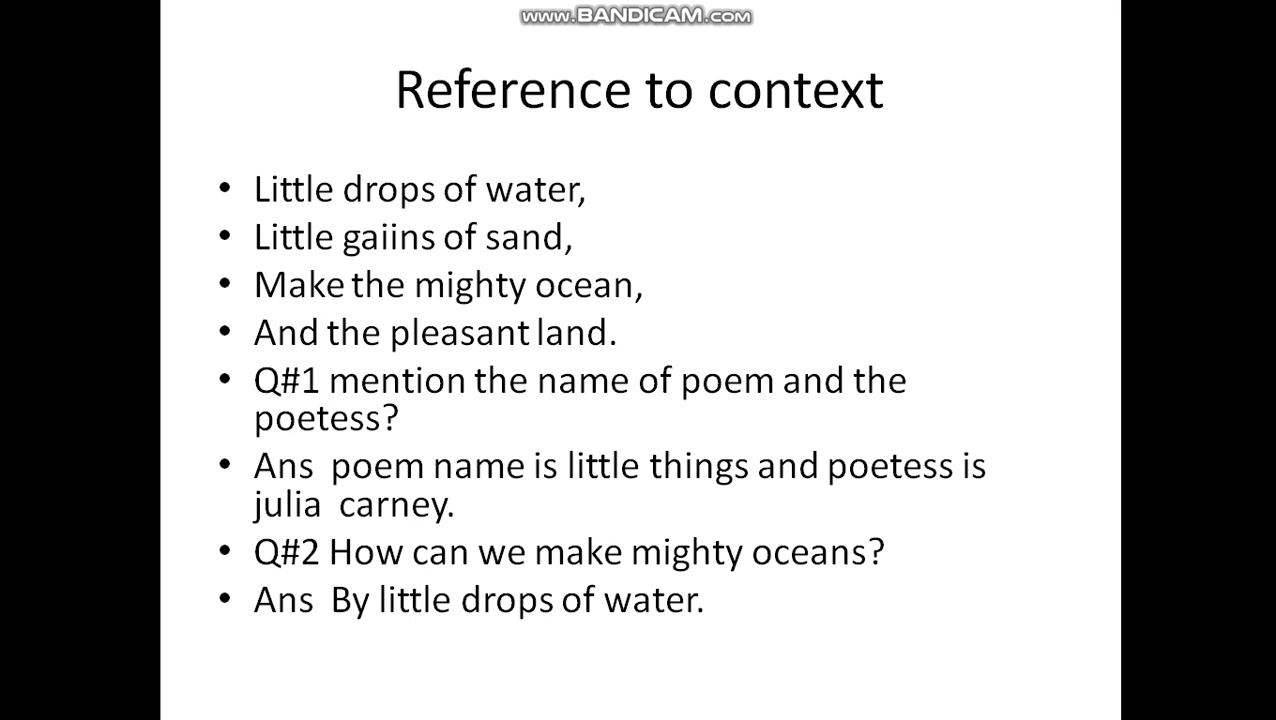 www.BANDICAM.com
Reference to context
• Little drops of water,
• Little gaiins of sand,
• Make the mighty ocean,
• And the pleasant land.
• Q#1 mention the name of poem and the
poetess?
• Ans poem name is little things and poetess is
julia carney.
• Q#2 How can we make mighty oceans?
• Ans By little drops of water.